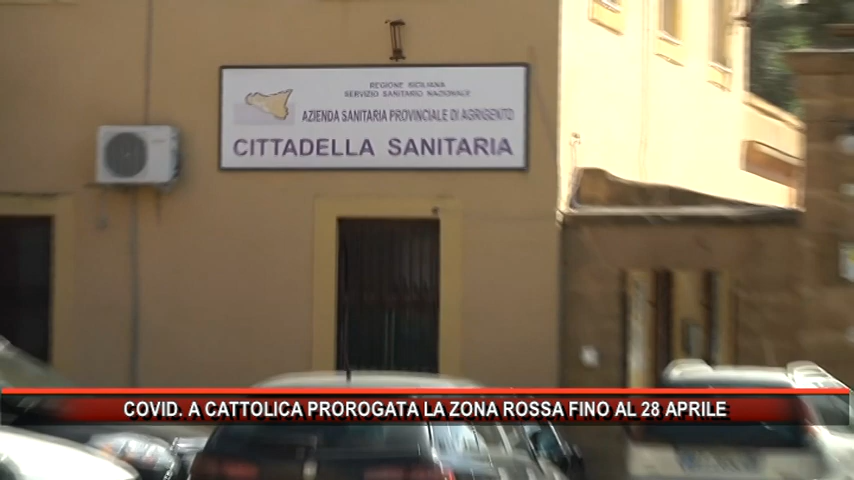 REGIONE SICILIANA
SERVIZIO SANITARIO NAZIONALE
AZIENDA SANITARIA PROVINCIALE DI AGRIGENTO
CITTADELLA SANITARIA
COVID. A CATTOLICA PROROGATA LA ZONA ROSSA FINO AL 28 APRILE